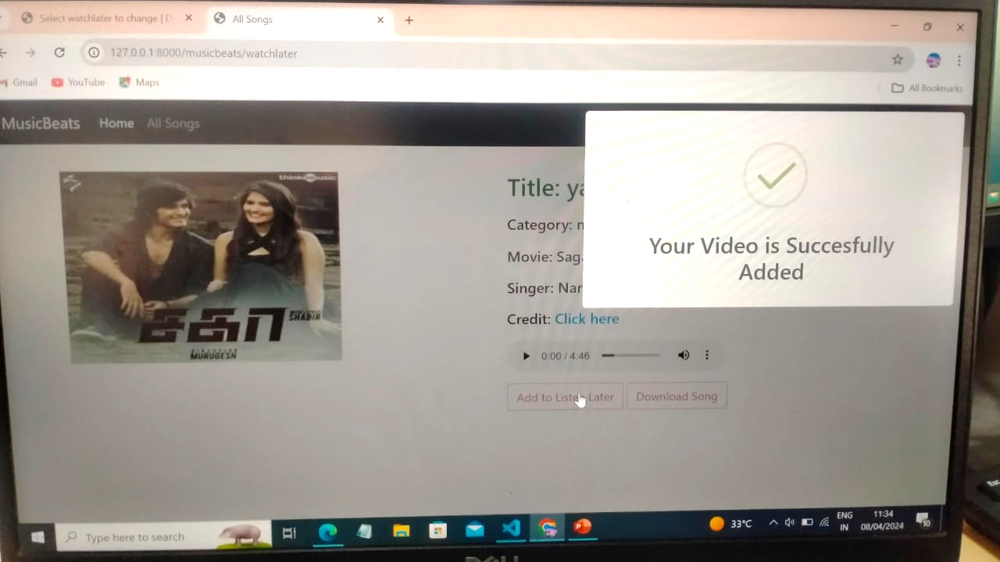 Select watchlater to change | D
All Songs
127.0.0.1:8000/musicbeats/watchlater
Gmail YouTube Maps
All Bookmarks
MusicBeats Home All Songs
think music
சகா
SHABIR
MURUGESH
Title: ya
Category:
Movie: Saga
Singer: Nar
Credit: Click here
0:00 / 4:46
Add to Listen Later Download Song
Your Video is Succesfully
Added
Type here to search
33°C
ENG
IN
11:34
08/04/2024
10
DELL
Esc